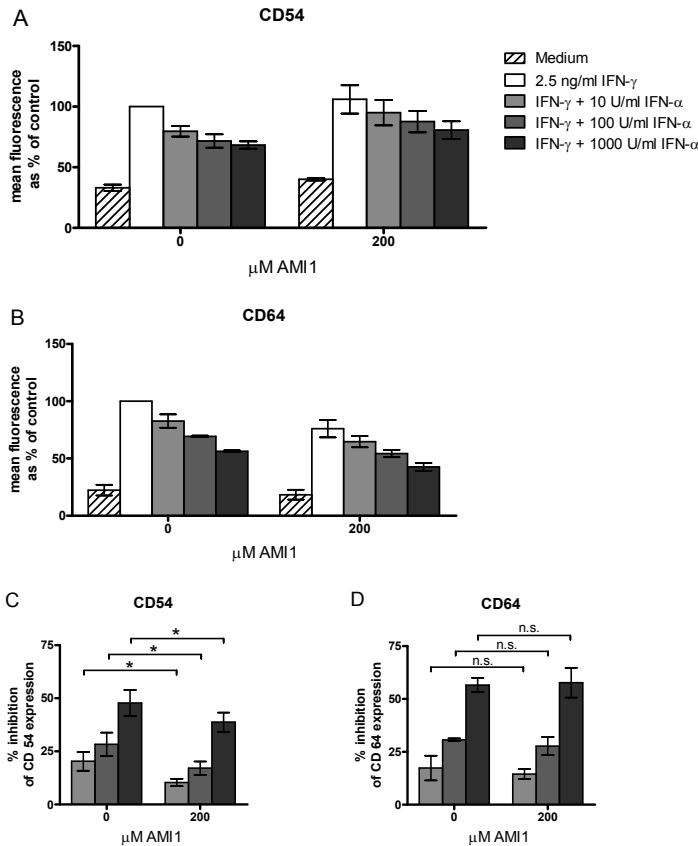 A
CD54
150
100
50
0
mean fluorescence
as % of control
0
200
μM AMI1
Medium
2.5 ng/ml IFN-γ
IFN-γ + 10 U/ml IFN-α
IFN-γ + 100 U/ml IFN-α
IFN-γ + 1000 U/ml IFN-α
B
CD64
150
100
50
0
mean fluorescence
as % of control
0
200
μM AMI1
C
CD54
75
50
25
0
% inhibition
of CD 54 expression
*
*
*
0
200
μM AMI1
D
CD64
75
50
25
0
% inhibition
of CD 64 expression
n.s.
n.s.
n.s.
0
200
μM AMI1